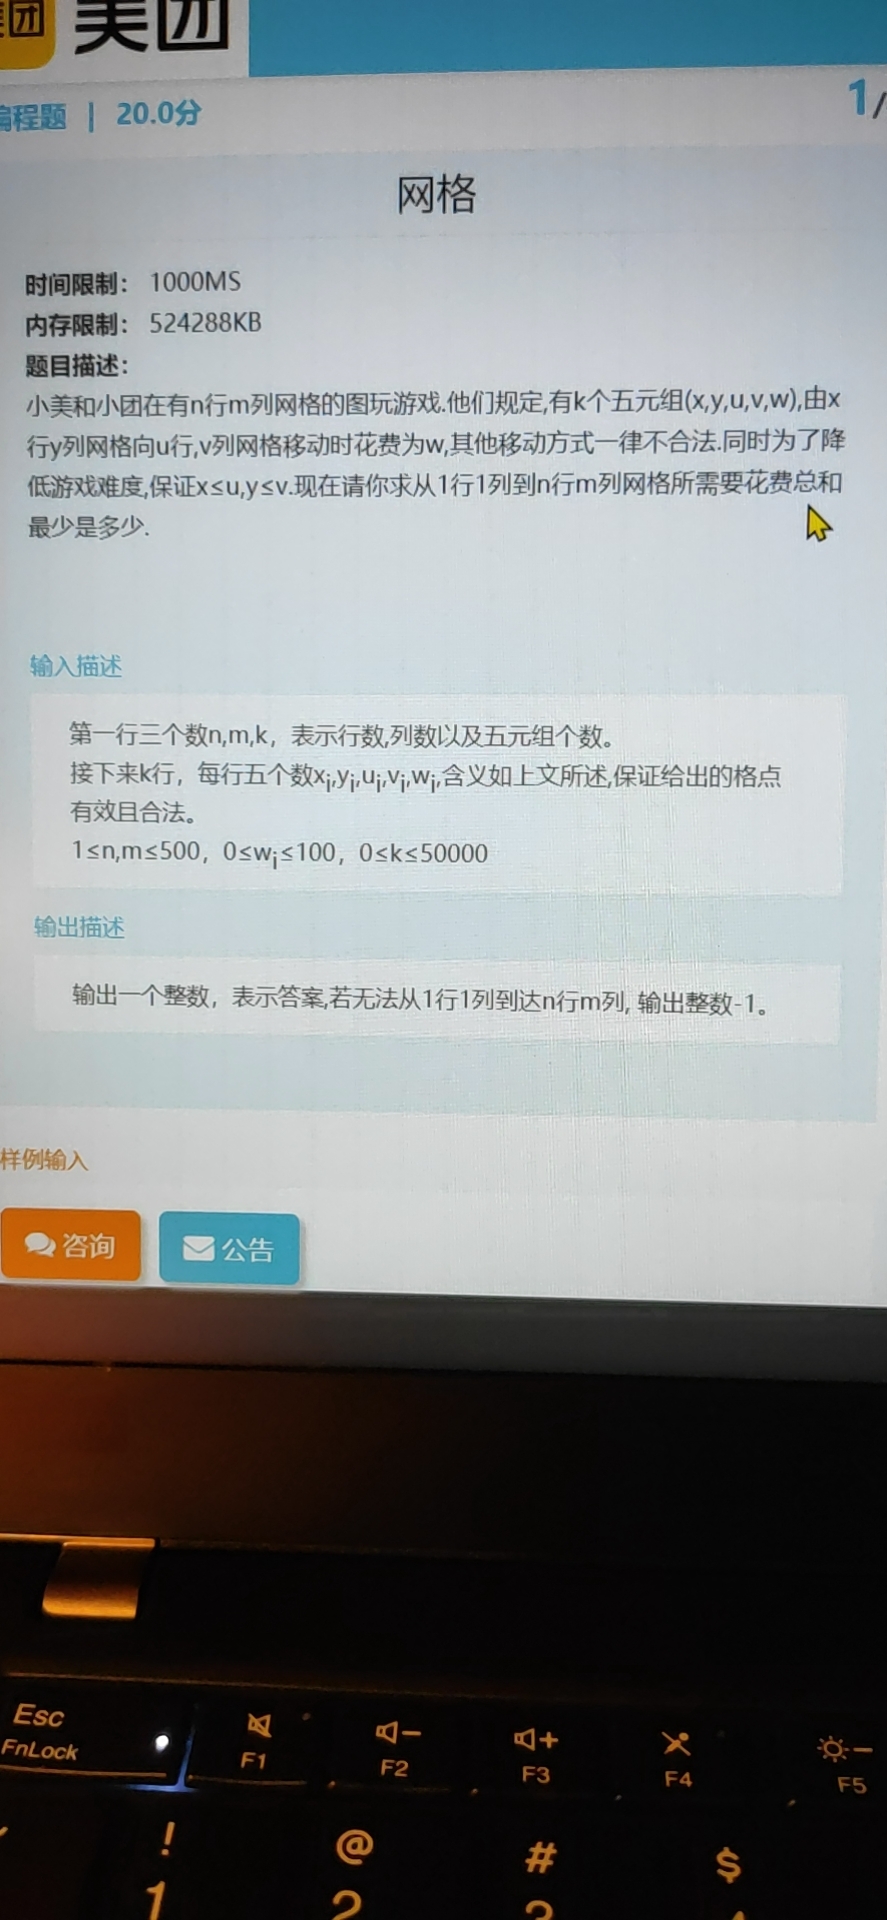 美团 美团
编程题 | 20.0分
1/
网格
时间限制: 1000MS
内存限制: 524288KB
题目描述:
小美和小团在有n行m列网格的图玩游戏.他们规定,有k个五元组(x,y,u,v,w),由x
行y列网格向u行,v列网格移动时花费为w,其他移动方式一律不合法.同时为了降
低游戏难度,保证x≤u,y≤v.现在请你求从1行1列到n行m列网格所需要花费总和
最少是多少.
输入描述
第一行三个数n,m,k，表示行数,列数以及五元组个数。
接下来k行，每行五个数xi,yi,ui,vi,wi,含义如上文所述,保证给出的格点
有效且合法。
1≤n,m≤500，0≤wi≤100，0≤k≤50000
输出描述
输出一个整数，表示答案,若无法从1行1列到达n行m列, 输出整数-1。
样例输入
咨询 公告
Esc
FnLock
F1 F2 F3 F4 F5
! @ # $
1 2